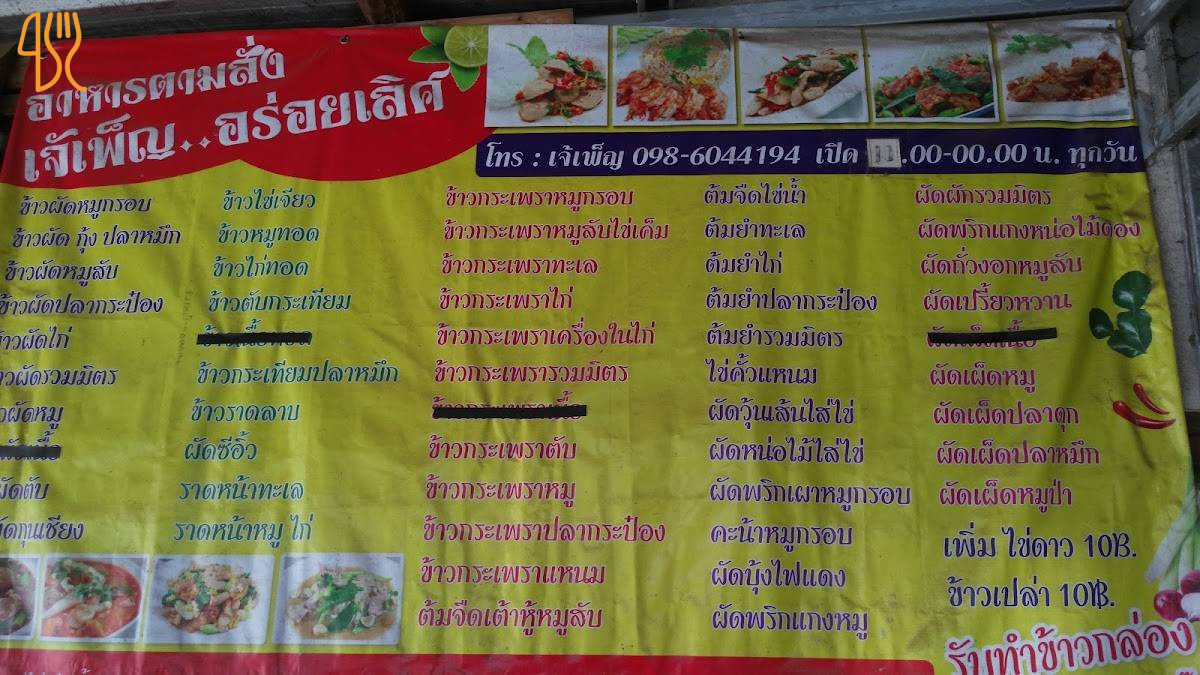 อาหารตามสั่ง
เจ๊เพ็ญ..อร่อยเลิศ
โทร : เจ้เพ็ญ 098-6044194 เปิด 11.00-00.00 น. ทุกวัน
ข้าวผัดหมูกรอบ
ข้าวผัด กุ้ง ปลาหมึก
ข้าวผัดหมูสับ
ข้าวผัดปลากระป๋อง
าวผัดไก่
าวผัดรวมมิตร
วผัดหมู
ผัดตับ
ผัดกุนเชียง
ข้าวไข่เจียว
ข้าวหมูทอด
ข้าวไก่ทอด
ข้าวตับกระเทียม
ข้าวกระเทียมปลาหมึก
ข้าวราดลาบ
ผัดซีอิ้ว
ราดหน้าทะเล
ราดหน้าหมู ไก่
ข้าวกระเพราหมูกรอบ
ข้าวกระเพราหมูสับไข่เค็ม
ข้าวกระเพราทะเล
ข้าวกระเพราไก่
ข้าวกระเพราเครื่องในไก่
ข้าวกระเพรารวมมิตร
ข้าวกระเพราตับ
ข้าวกระเพราหมู
ข้าวกระเพราปลากระป๋อง
ข้าวกระเพราแหนม
ต้มจืดเต้าหู้หมูสับ
ต้มจืดไข่น้ำ
ต้มยำทะเล
ต้มยำไก่
ต้มยำปลากระป๋อง
ต้มยำรวมมิตร
ไข่คั้วแหนม
ผัดวุ้นเส้นใส่ไข่
ผัดหน่อไม้ใส่ไข่
ผัดพริกเผาหมูกรอบ
คะน้าหมูกรอบ
ผัดบุ้งไฟแดง
ผัดพริกแกงหมู
ผัดผักรวมมิตร
ผัดพริกแกงหน่อไม้ดอง
ผัดถั่วงอกหมูสับ
ผัดเปรี้ยวหวาน
ผัดเผ็ดหมู
ผัดเผ็ดปลาดุก
ผัดเผ็ดปลาหมึก
ผัดเผ็ดหมูป่า
เพิ่ม ไข่ดาว 10B.
ข้าวเปล่า 10B.
รับทำข้าวกล่อง